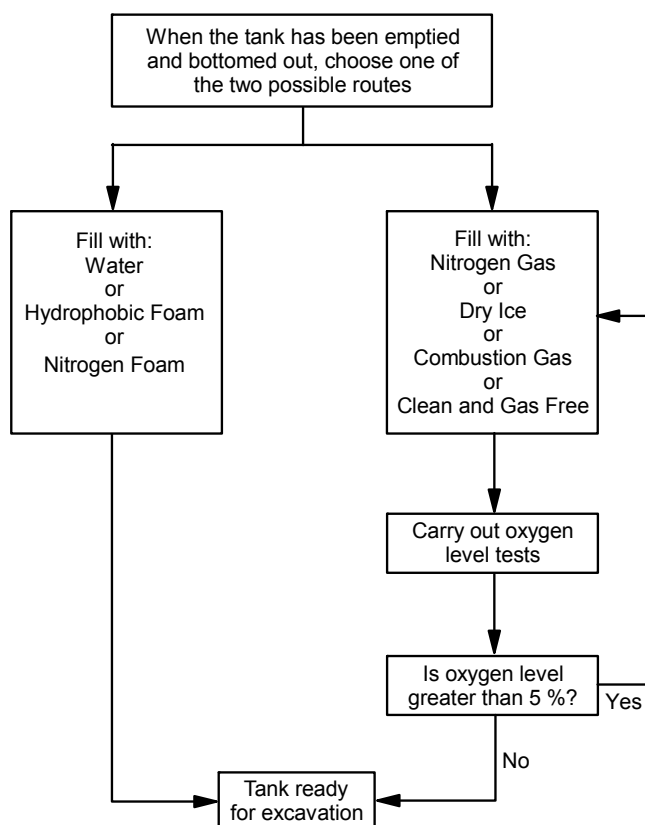 When the tank has been emptied
and bottomed out, choose one of
the two possible routes
Fill with:
Water
or
Hydrophobic Foam
or
Nitrogen Foam
Fill with:
Nitrogen Gas
or
Dry Ice
or
Combustion Gas
or
Clean and Gas Free
Carry out oxygen
level tests
Is oxygen level
greater than 5 %?
Yes
No
Tank ready
for excavation